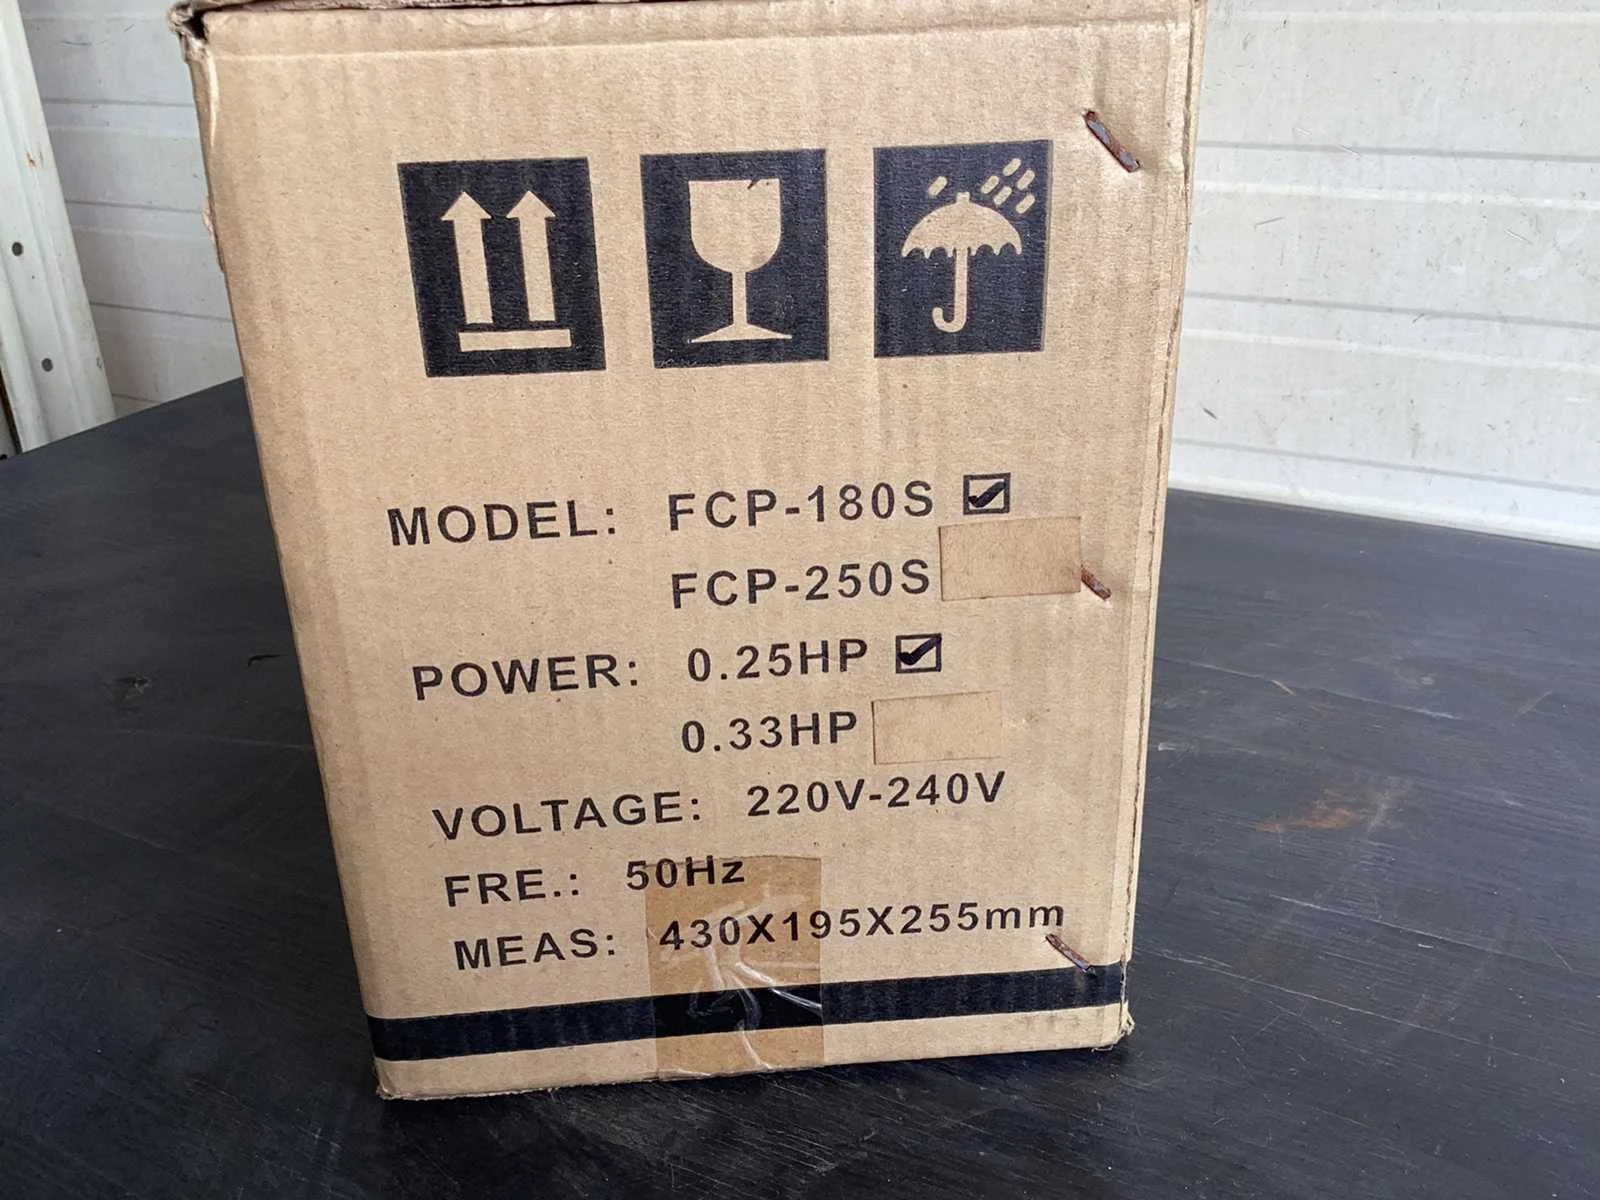 MODEL: FCP-180S
FCP-250S
POWER: 0.25HP
0.33HP
VOLTAGE: 220V-240V
FRE.: 50Hz
MEAS: 430X195X255mm